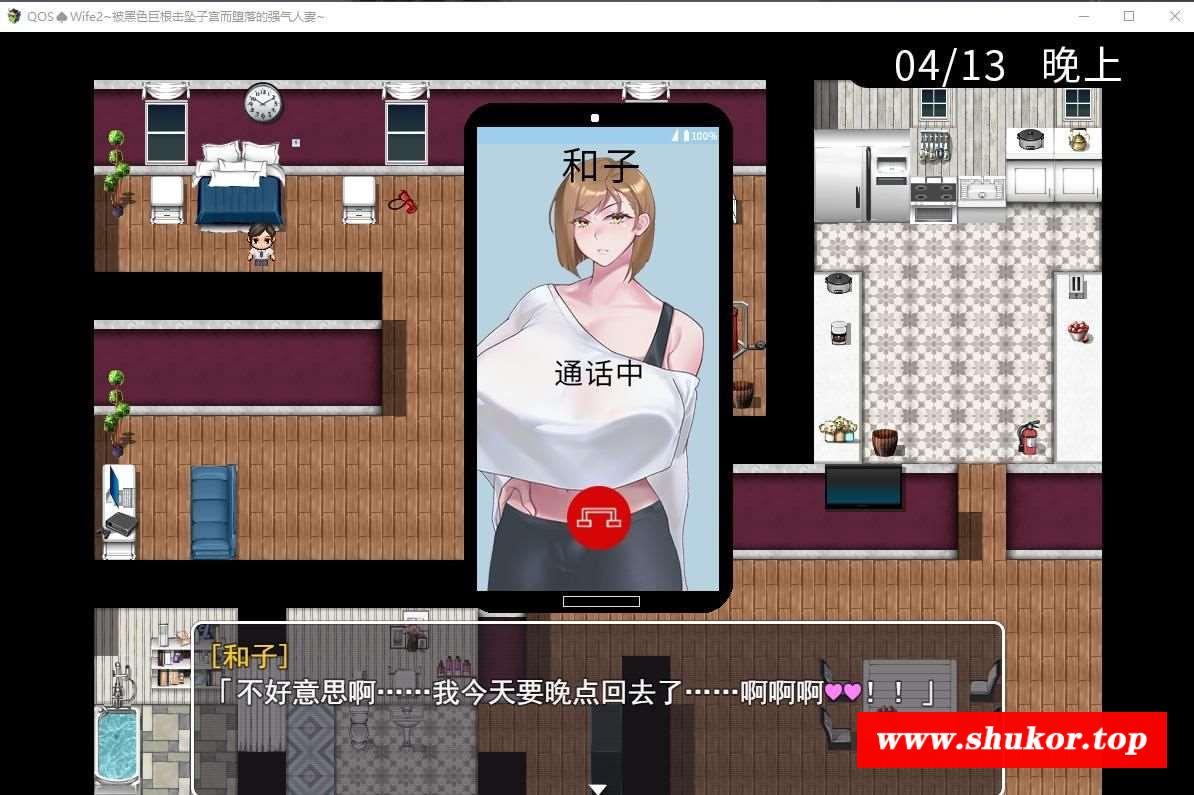 QOS♠Wife2~被黑色巨根击坠子宫而堕落的强气人妻~
04/13 晚上
100%
和子
通话中
[和子]
「不好意思啊……我今天要晚点回去了……啊啊啊♥♥！！」
www.shukor.top